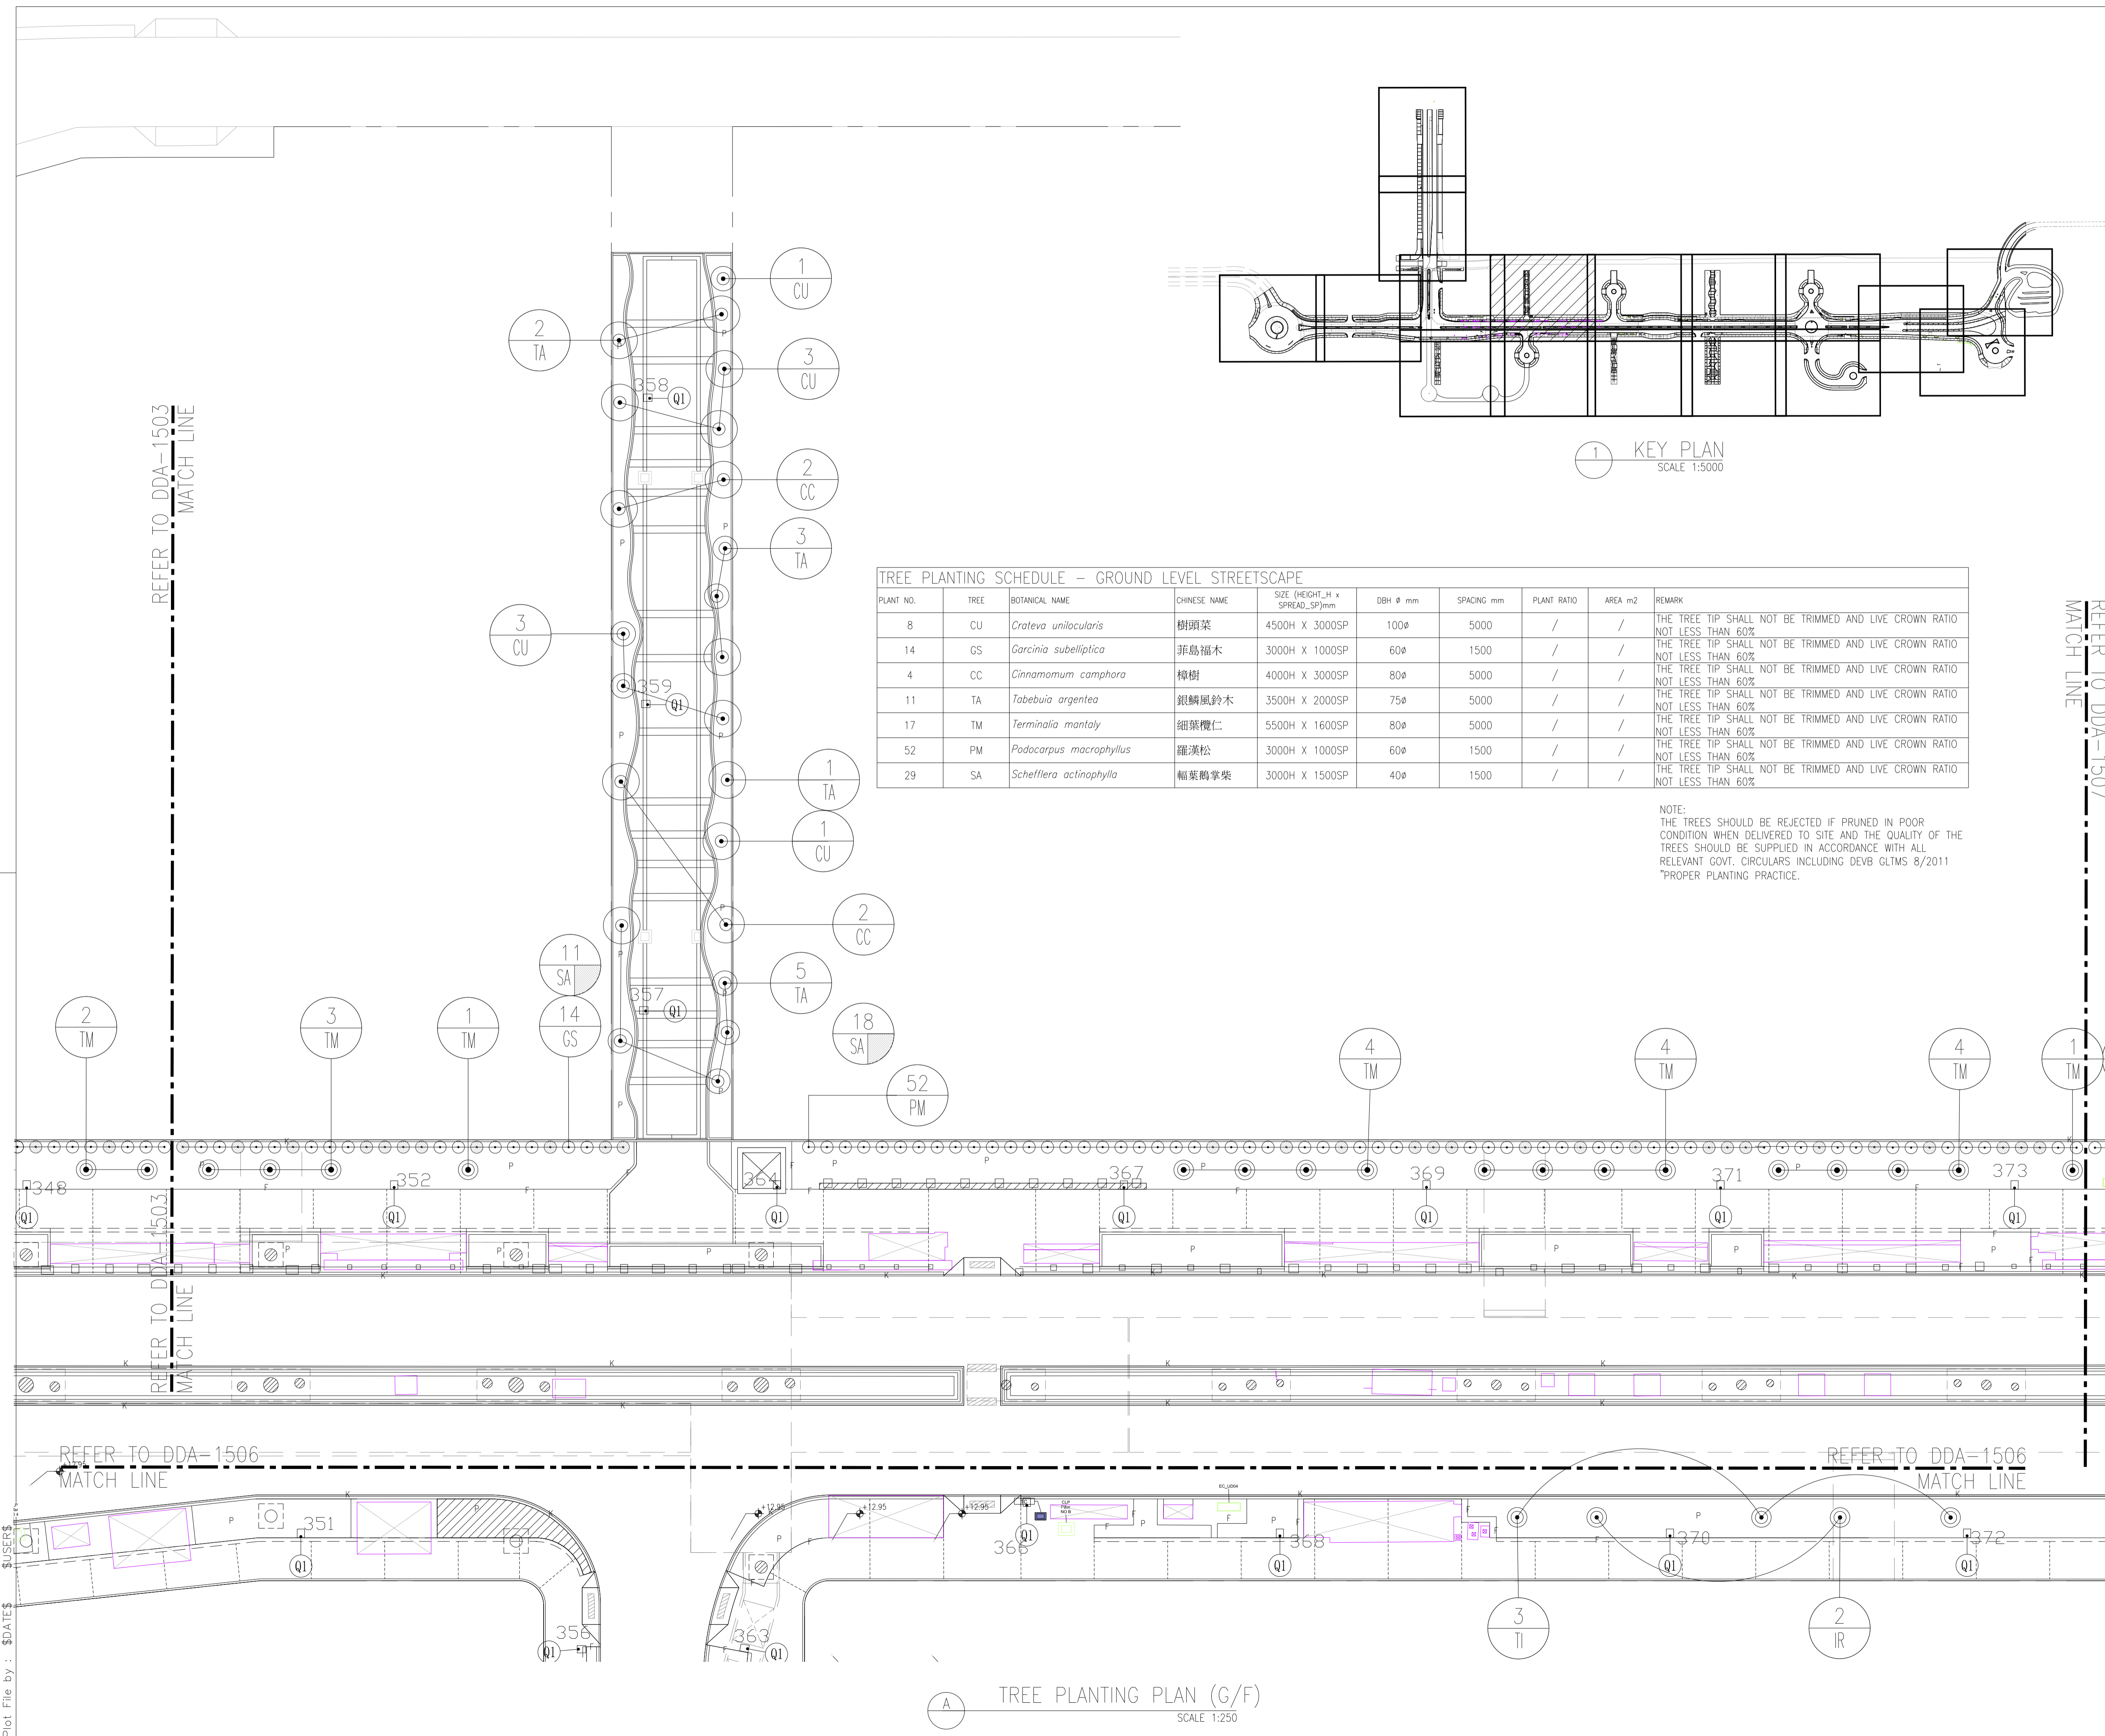 1
CU
2
TA
3
CU
358
Q1
2
CC
3
TA
3
CU
359
Q1
1
TA
1
CU
2
CC
11
SA
5
TA
357
Q1
14
GS
18
SA
52
PM
REFER TO DDA-1503
MATCH LINE
1 KEY PLAN
SCALE 1:5000
TREE PLANTING SCHEDULE – GROUND LEVEL STREETSCAPE
PLANT NO. TREE BOTANICAL NAME CHINESE NAME SIZE (HEIGHT_H x SPREAD_SP)mm DBH Ø mm SPACING mm PLANT RATIO AREA m2 REMARK
8 CU Crateva unilocularis 樹頭菜 4500H X 3000SP 100ø 5000 / / THE TREE TIP SHALL NOT BE TRIMMED AND LIVE CROWN RATIO NOT LESS THAN 60%
14 GS Garcinia subelliptica 菲島福木 3000H X 1000SP 60ø 1500 / / THE TREE TIP SHALL NOT BE TRIMMED AND LIVE CROWN RATIO NOT LESS THAN 60%
4 CC Cinnamomum camphora 樟樹 4000H X 3000SP 80ø 5000 / / THE TREE TIP SHALL NOT BE TRIMMED AND LIVE CROWN RATIO NOT LESS THAN 60%
11 TA Tabebuia argentea 銀鱗風鈴木 3500H X 2000SP 75ø 5000 / / THE TREE TIP SHALL NOT BE TRIMMED AND LIVE CROWN RATIO NOT LESS THAN 60%
17 TM Terminalia mantaly 細葉欖仁 5500H X 1600SP 80ø 5000 / / THE TREE TIP SHALL NOT BE TRIMMED AND LIVE CROWN RATIO NOT LESS THAN 60%
52 PM Podocarpus macrophyllus 羅漢松 3000H X 1000SP 60ø 1500 / / THE TREE TIP SHALL NOT BE TRIMMED AND LIVE CROWN RATIO NOT LESS THAN 60%
29 SA Schefflera actinophylla 輻葉鵝掌柴 3000H X 1500SP 40ø 1500 / / THE TREE TIP SHALL NOT BE TRIMMED AND LIVE CROWN RATIO NOT LESS THAN 60%
NOTE:
THE TREES SHOULD BE REJECTED IF PRUNED IN POOR
CONDITION WHEN DELIVERED TO SITE AND THE QUALITY OF THE
TREES SHOULD BE SUPPLIED IN ACCORDANCE WITH ALL
RELEVANT GOVT. CIRCULARS INCLUDING DEVB GLTMS 8/2011
"PROPER PLANTING PRACTICE.
REFER TO DDA-1507
MATCH LINE
2
TM
3
TM
1
TM
4
TM
4
TM
4
TM
1
TM
348
352
364
367
369
371
373
Q1 Q1 Q1 Q1 Q1 Q1 Q1
REFER TO DDA-1503
MATCH LINE
REFER TO DDA-1506
MATCH LINE
REFER TO DDA-1506
MATCH LINE
+12.95 +12.95 +12.95
CLP
EC_UD04
351
Q1
Q1
368
Q1
370
Q1
372
Q1
356
Q1
363
Q1
3
TI
2
IR
A TREE PLANTING PLAN (G/F)
SCALE 1:250
Plot File by : $DATE$ $USER$